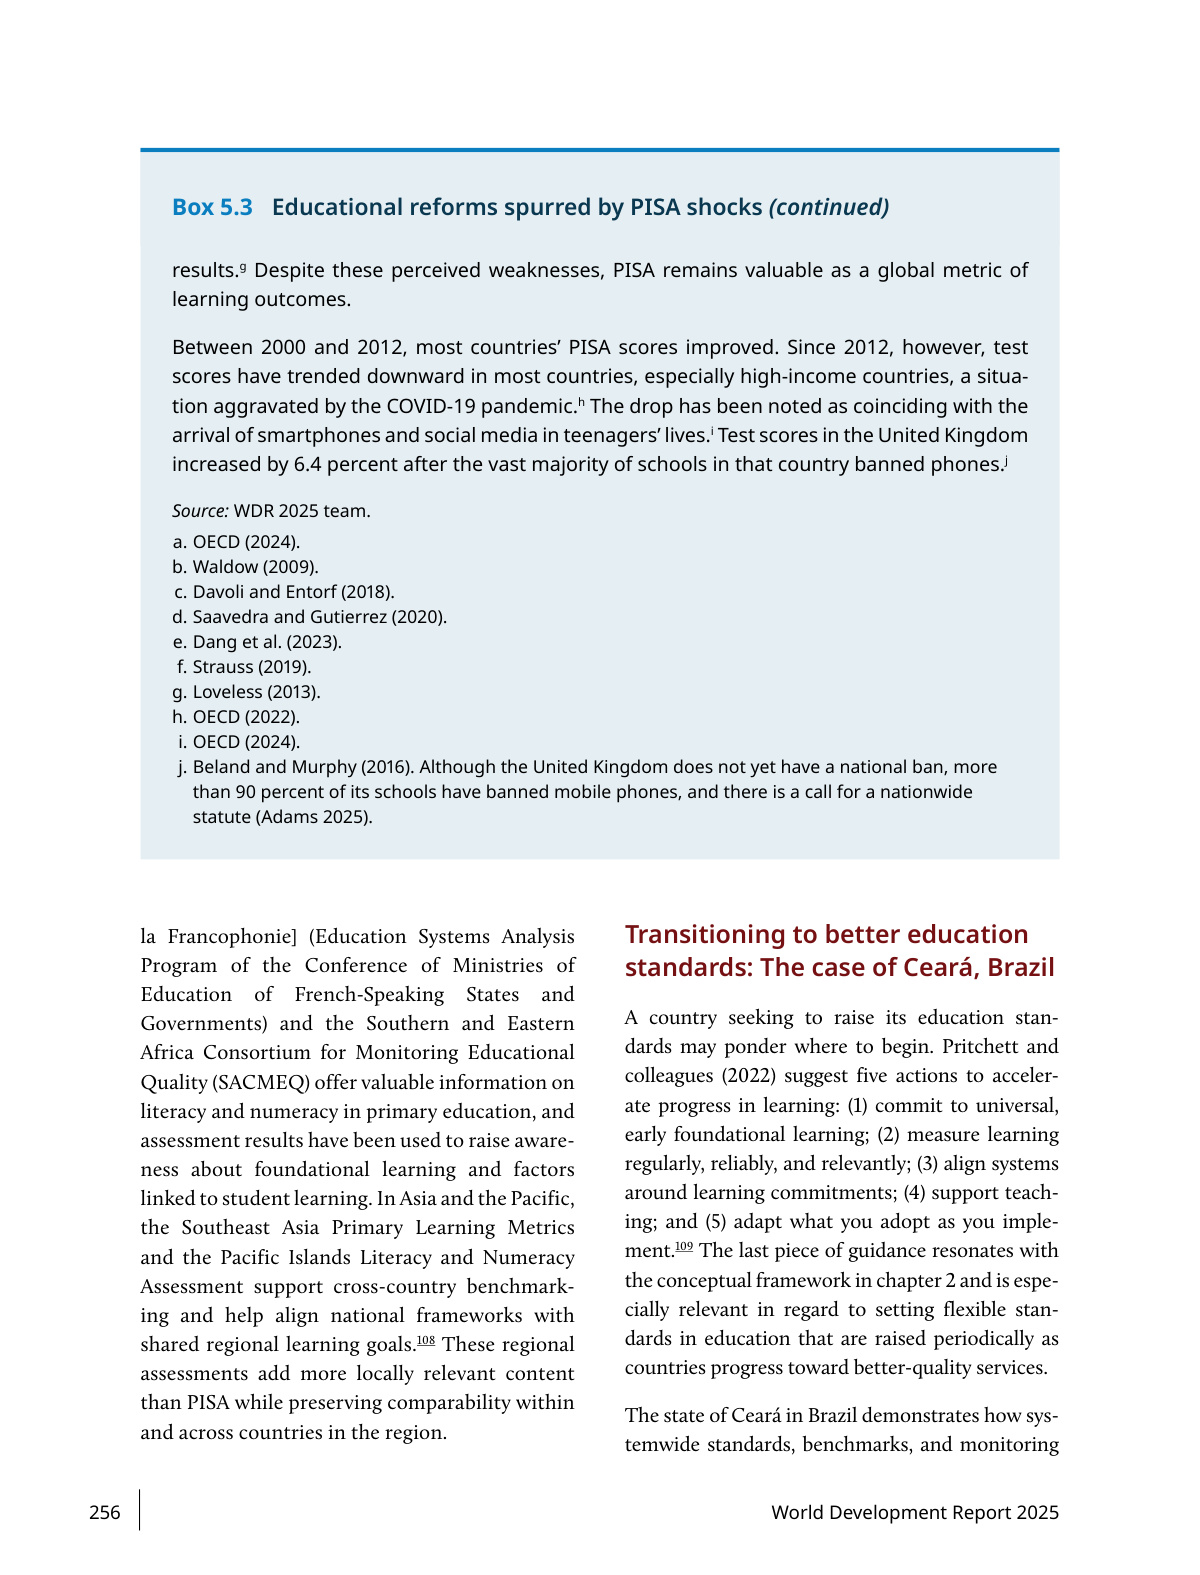 Box 5.3 Educational reforms spurred by PISA shocks (continued)
results.g Despite these perceived weaknesses, PISA remains valuable as a global metric of
learning outcomes.
Between 2000 and 2012, most countries’ PISA scores improved. Since 2012, however, test
scores have trended downward in most countries, especially high-income countries, a situa-
tion aggravated by the COVID-19 pandemic.h The drop has been noted as coinciding with the
arrival of smartphones and social media in teenagers’ lives.i Test scores in the United Kingdom
increased by 6.4 percent after the vast majority of schools in that country banned phones.j
Source: WDR 2025 team.
a. OECD (2024).
b. Waldow (2009).
c. Davoli and Entorf (2018).
d. Saavedra and Gutierrez (2020).
e. Dang et al. (2023).
f. Strauss (2019).
g. Loveless (2013).
h. OECD (2022).
i. OECD (2024).
j. Beland and Murphy (2016). Although the United Kingdom does not yet have a national ban, more
than 90 percent of its schools have banned mobile phones, and there is a call for a nationwide
statute (Adams 2025).
la Francophonie] (Education Systems Analysis
Program of the Conference of Ministries of
Education of French-Speaking States and
Governments) and the Southern and Eastern
Africa Consortium for Monitoring Educational
Quality (SACMEQ) offer valuable information on
literacy and numeracy in primary education, and
assessment results have been used to raise aware-
ness about foundational learning and factors
linked to student learning. In Asia and the Pacific,
the Southeast Asia Primary Learning Metrics
and the Pacific Islands Literacy and Numeracy
Assessment support cross-country benchmark-
ing and help align national frameworks with
shared regional learning goals.108 These regional
assessments add more locally relevant content
than PISA while preserving comparability within
and across countries in the region.
Transitioning to better education
standards: The case of Ceará, Brazil
A country seeking to raise its education stan-
dards may ponder where to begin. Pritchett and
colleagues (2022) suggest five actions to acceler-
ate progress in learning: (1) commit to universal,
early foundational learning; (2) measure learning
regularly, reliably, and relevantly; (3) align systems
around learning commitments; (4) support teach-
ing; and (5) adapt what you adopt as you imple-
ment.109 The last piece of guidance resonates with
the conceptual framework in chapter 2 and is espe-
cially relevant in regard to setting flexible stan-
dards in education that are raised periodically as
countries progress toward better-quality services.
The state of Ceará in Brazil demonstrates how sys-
temwide standards, benchmarks, and monitoring
256
World Development Report 2025